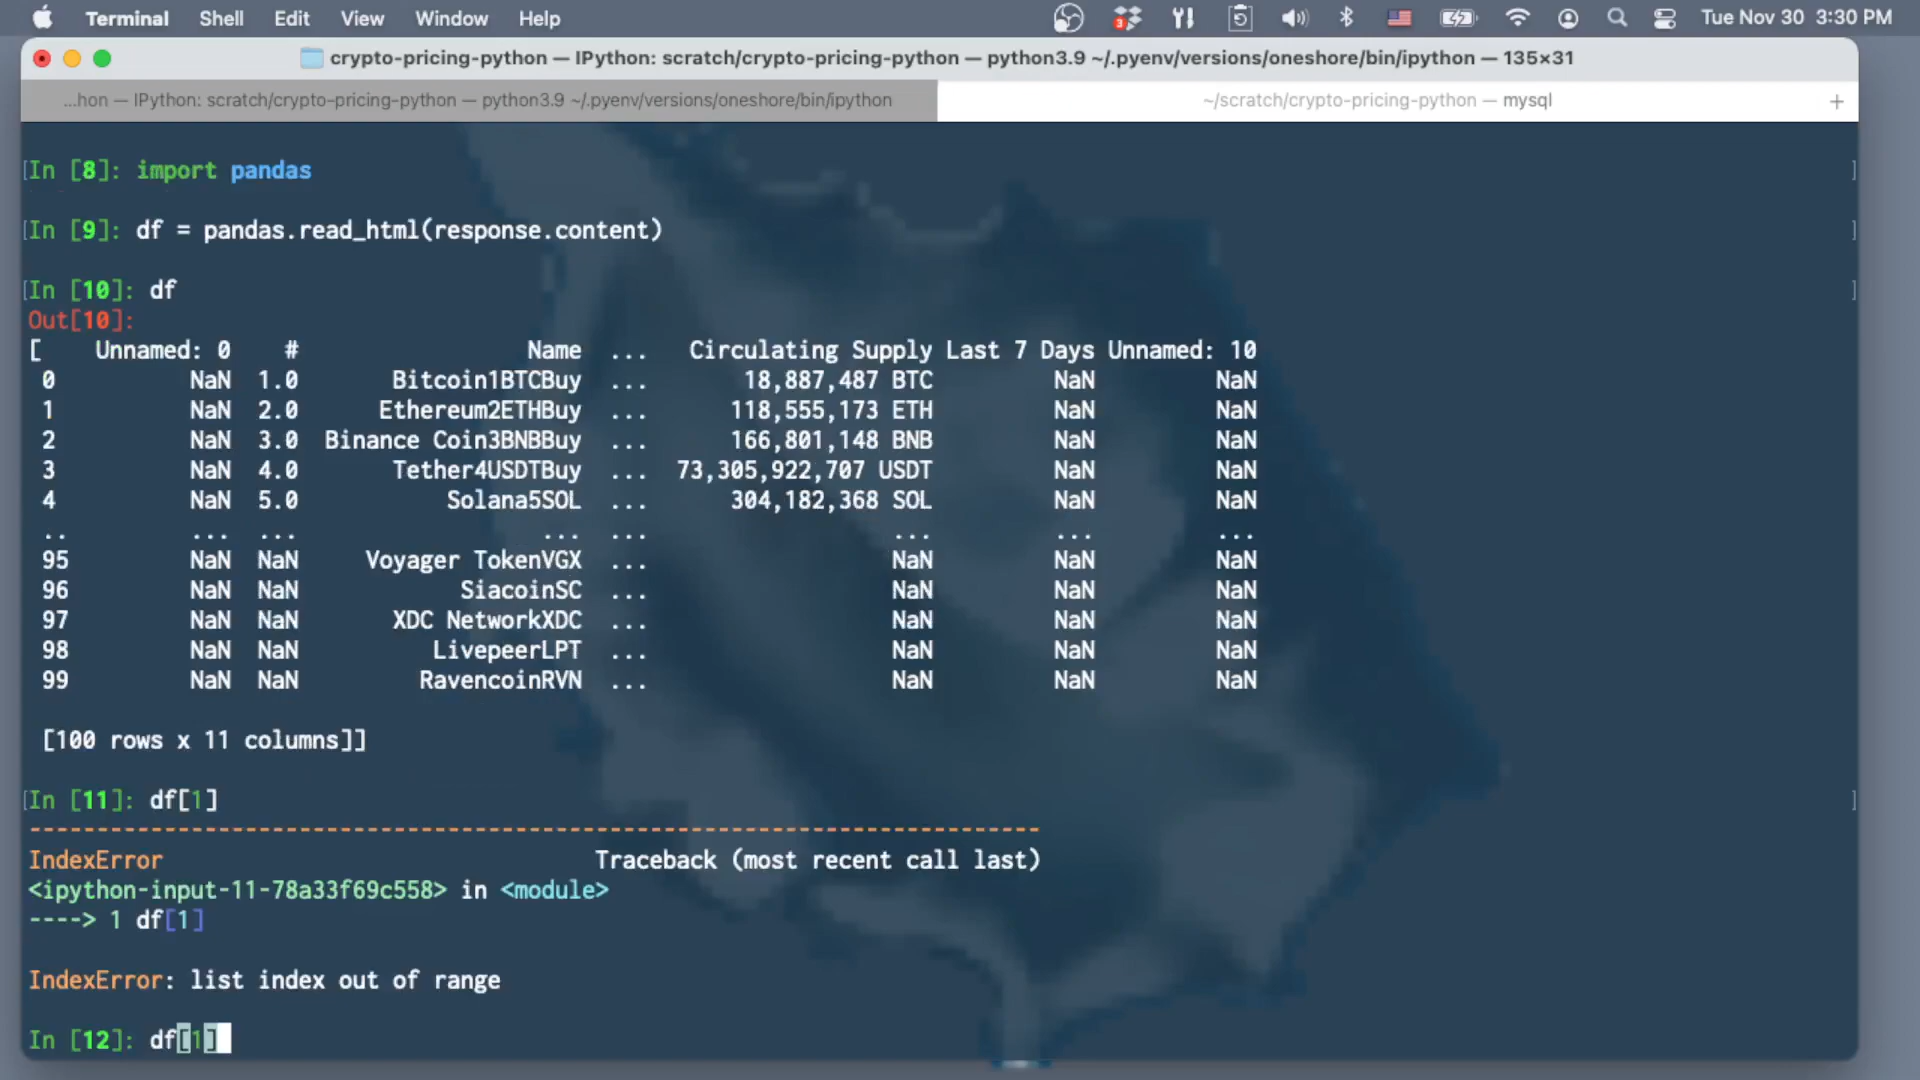 Terminal Shell Edit View Window Help 3 Tue Nov 30 3:30 PM
crypto-pricing-python — IPython: scratch/crypto-pricing-python — python3.9 ~/.pyenv/versions/oneshore/bin/ipython — 135×31
...hon — IPython: scratch/crypto-pricing-python — python3.9 ~/.pyenv/versions/oneshore/bin/ipython ~/scratch/crypto-pricing-python — mysql +
[In [8]: import pandas ]
[In [9]: df = pandas.read_html(response.content) ]
[In [10]: df ]
Out[10]:
[    Unnamed: 0    #                 Name  ...   Circulating Supply Last 7 Days Unnamed: 10
0          NaN  1.0       Bitcoin1BTCBuy  ...       18,887,487 BTC         NaN         NaN
1          NaN  2.0      Ethereum2ETHBuy  ...      118,555,173 ETH         NaN         NaN
2          NaN  3.0  Binance Coin3BNBBuy  ...      166,801,148 BNB         NaN         NaN
3          NaN  4.0       Tether4USDTBuy  ...  73,305,922,707 USDT         NaN         NaN
4          NaN  5.0           Solana5SOL  ...      304,182,368 SOL         NaN         NaN
..         ...  ...                  ...  ...                  ...         ...         ...
95         NaN  NaN     Voyager TokenVGX  ...                  NaN         NaN         NaN
96         NaN  NaN            SiacoinSC  ...                  NaN         NaN         NaN
97         NaN  NaN       XDC NetworkXDC  ...                  NaN         NaN         NaN
98         NaN  NaN          LivepeerLPT  ...                  NaN         NaN         NaN
99         NaN  NaN         RavencoinRVN  ...                  NaN         NaN         NaN
[100 rows x 11 columns]]
[In [11]: df[1] ]
---------------------------------------------------------------------------
IndexError                                Traceback (most recent call last)
<ipython-input-11-78a33f69c558> in <module>
----> 1 df[1]
IndexError: list index out of range
In [12]: df[1]